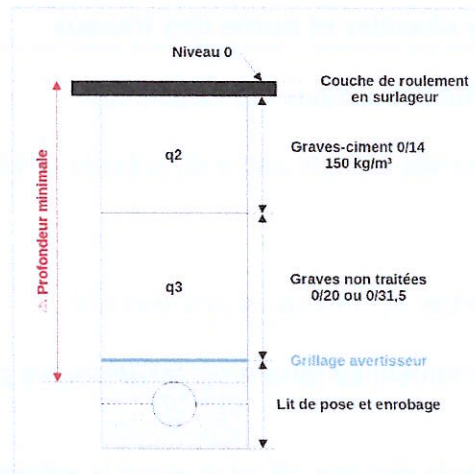 Niveau 0
Couche de roulement
en surlageur
q2
Graves-ciment 0/14
150 kg/m³
⚠ Profondeur minimale
q3
Graves non traitées
0/20 ou 0/31,5
Grillage avertisseur
Lit de pose et enrobage